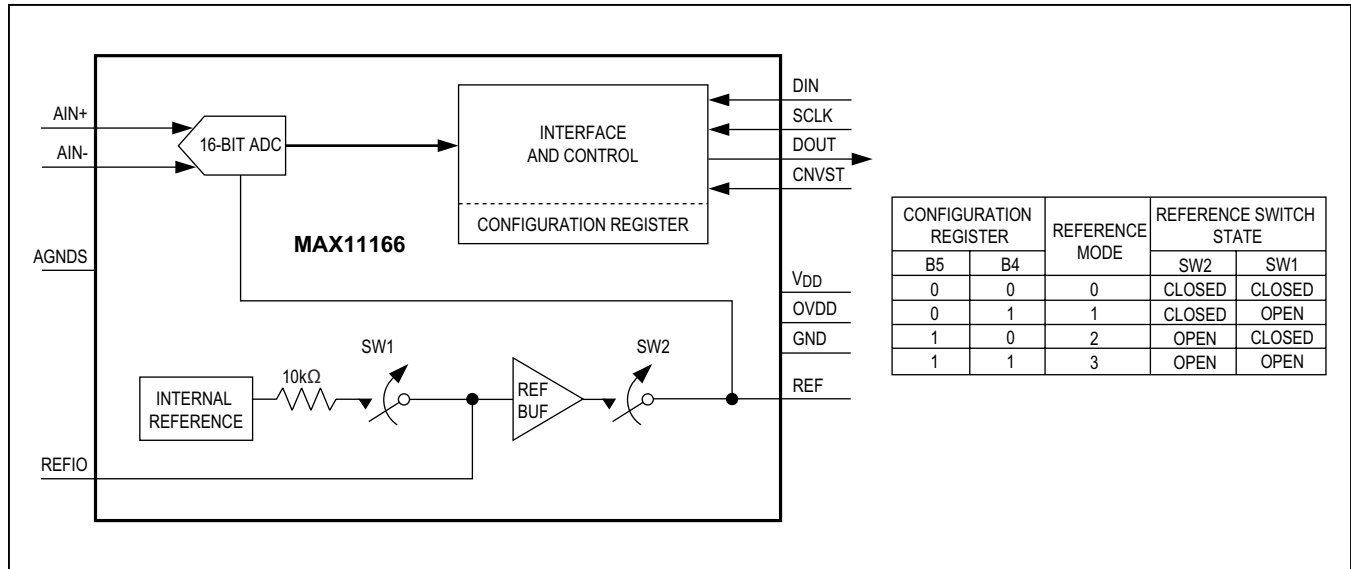 AIN+
AIN-
16-BIT ADC
INTERFACE
AND CONTROL
CONFIGURATION REGISTER
DIN
SCLK
DOUT
CNVST
MAX11166
AGNDS
VDD
OVDD
GND
REF
SW1
SW2
10kΩ
INTERNAL
REFERENCE
REF
BUF
REFIO
CONFIGURATION REGISTER REFERENCE MODE REFERENCE SWITCH STATE
B5 B4 SW2 SW1
0 0 0 CLOSED CLOSED
0 1 1 CLOSED OPEN
1 0 2 OPEN CLOSED
1 1 3 OPEN OPEN